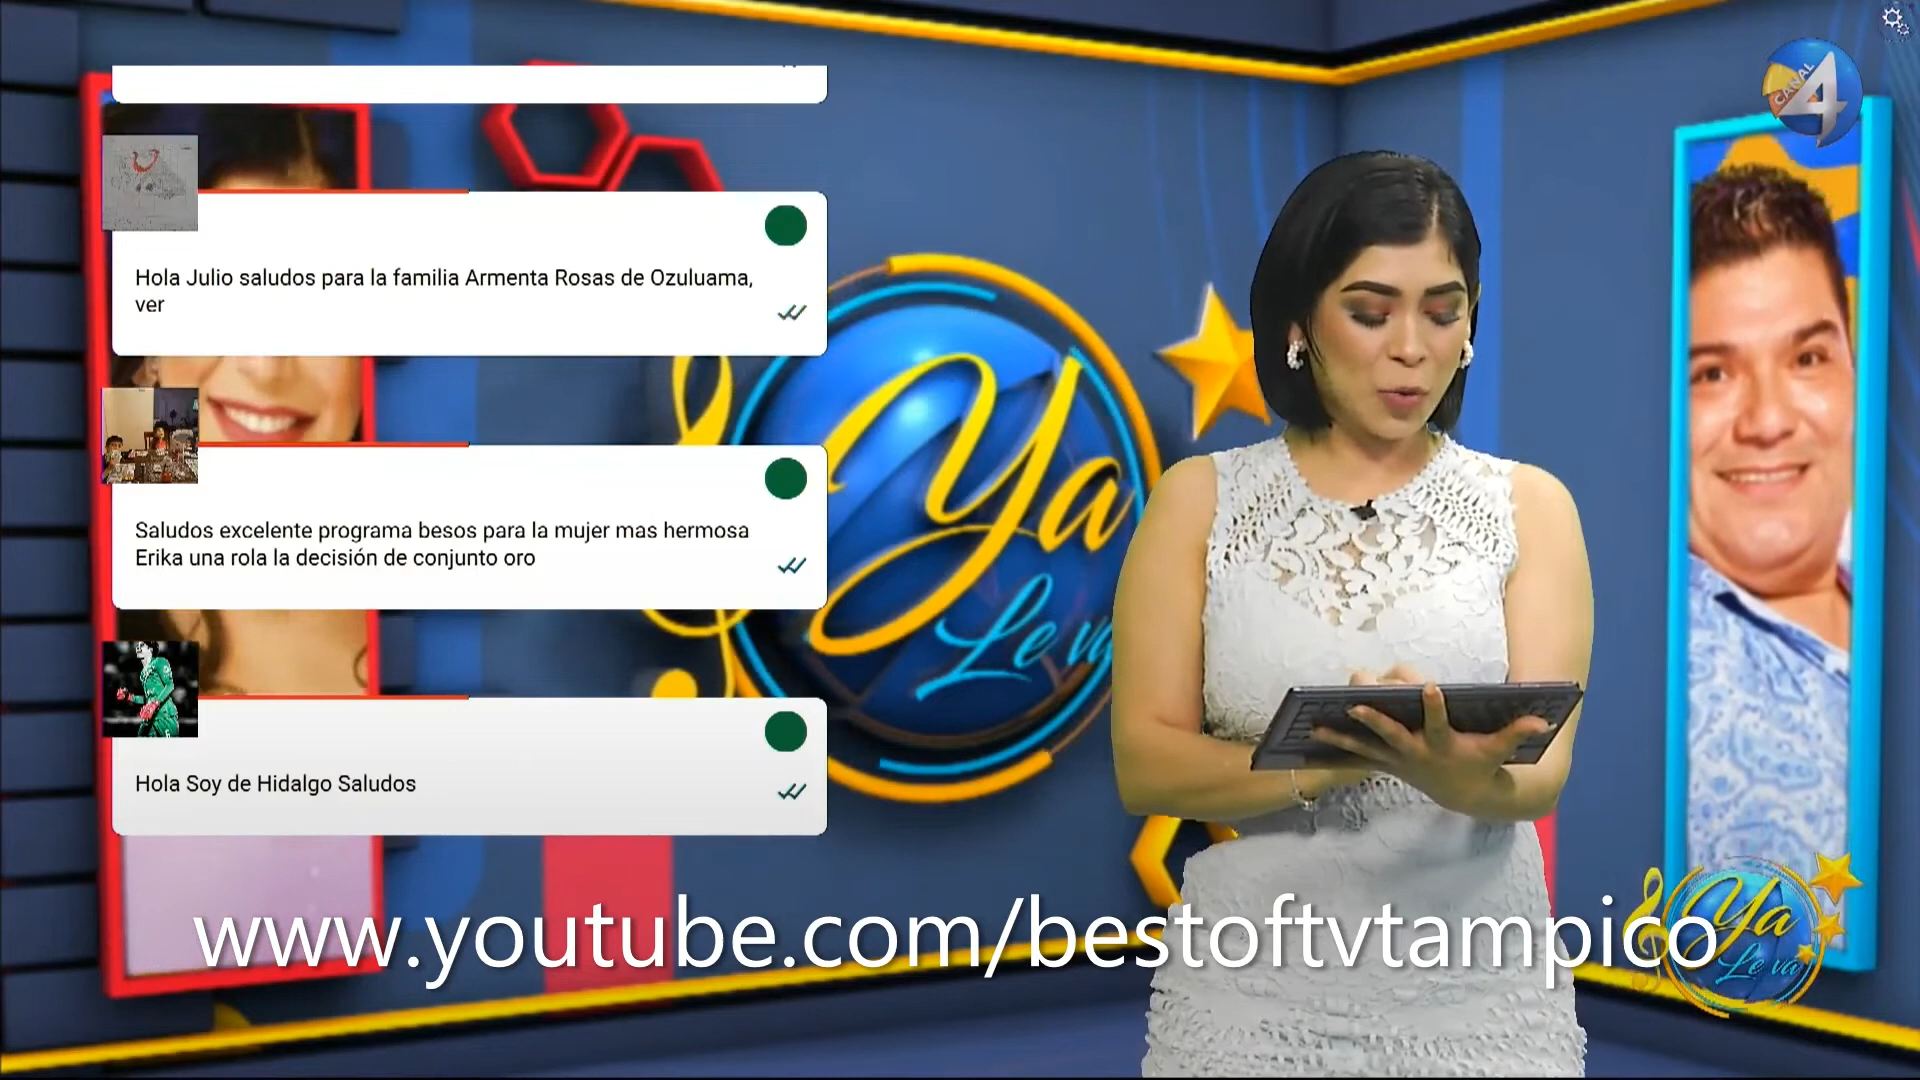 CANAL 4
Hola Julio saludos para la familia Armenta Rosas de Ozuluama,
ver
Saludos excelente programa besos para la mujer mas hermosa
Erika una rola la decisión de conjunto oro
Hola Soy de Hidalgo Saludos
Ya
Le va
www.youtube.com/bestoftvtampico
Ya
Le va